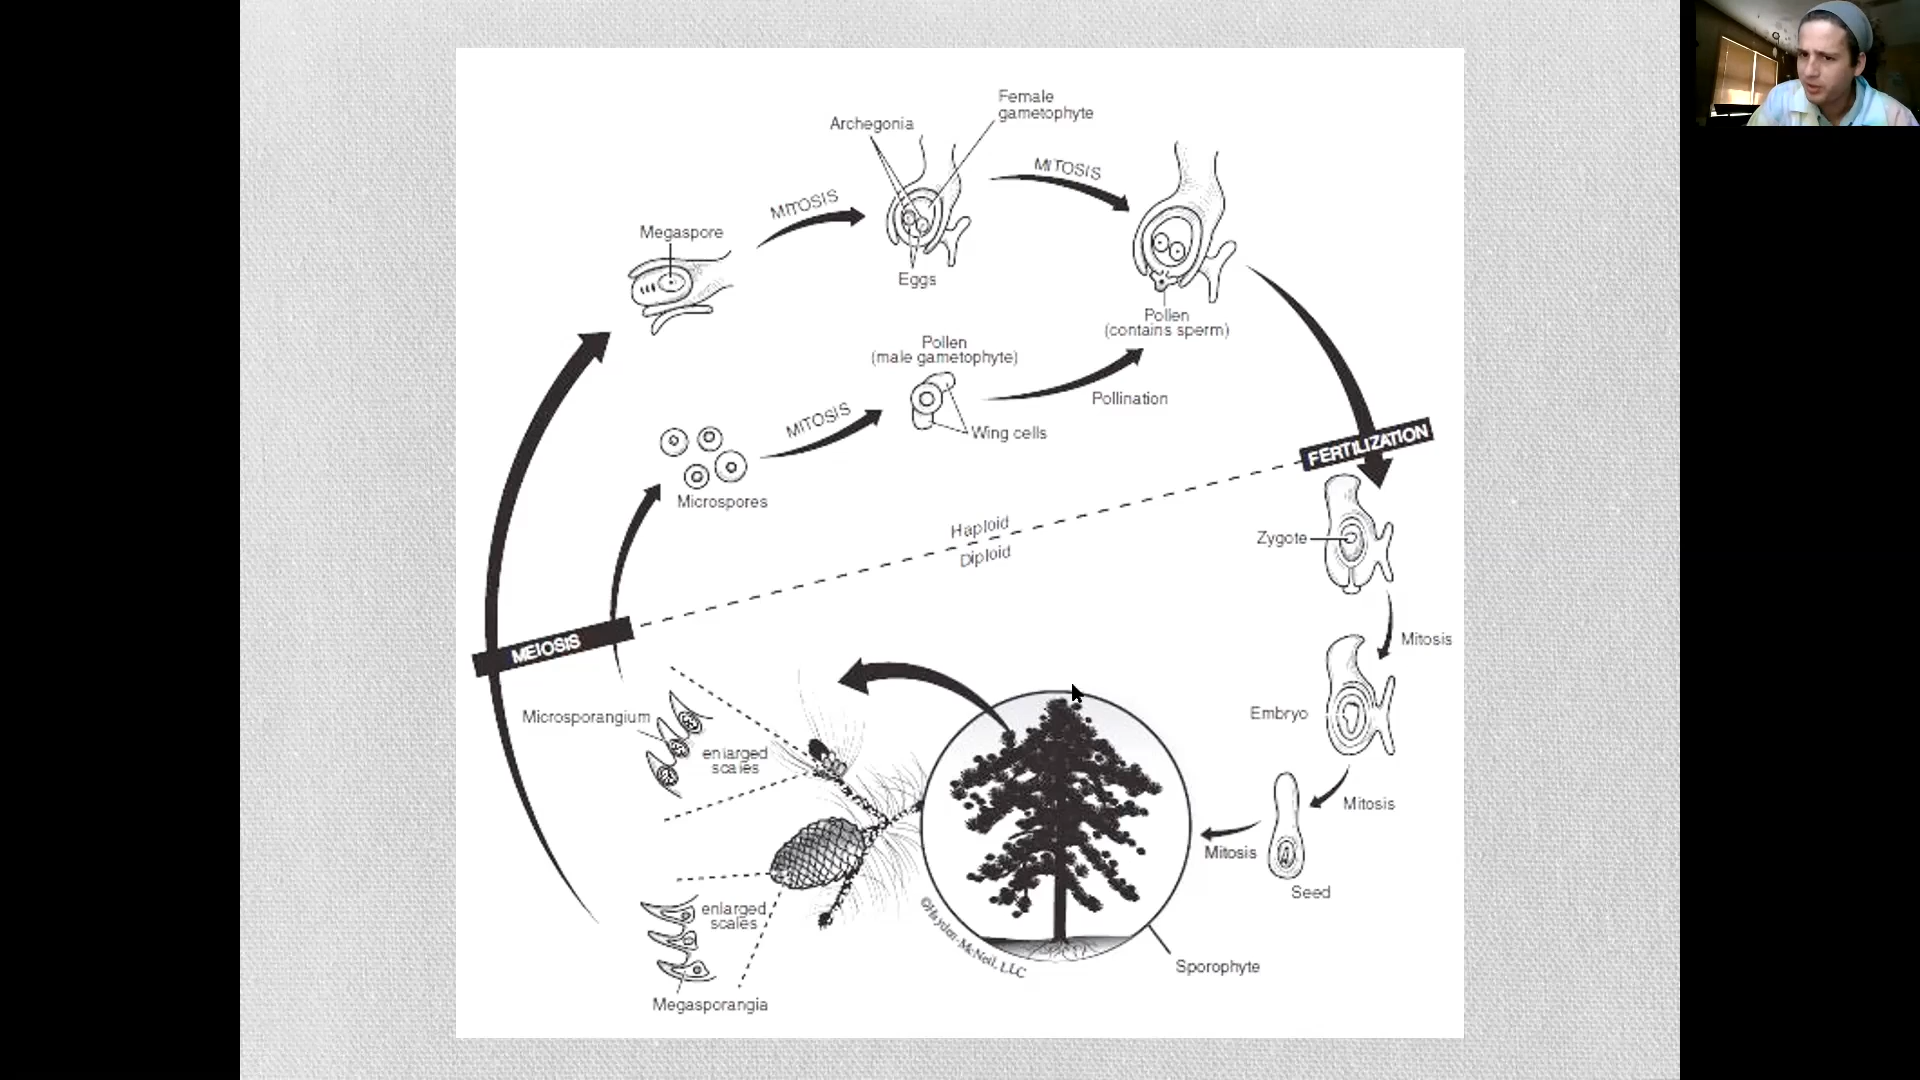 Female
gametophyte
Archegonia
MITOSIS
MITOSIS
Megaspore
Eggs
Pollen
(contains sperm)
Pollen
(male gametophyte)
Pollination
MITOSIS
Wing cells
FERTILIZATION
Microspores
Haploid
Diploid
Zygote
MEIOSIS
Mitosis
Microsporangium
enlarged
scales
Embryo
Mitosis
Mitosis
Seed
enlarged
scales
©Hayden-McNeil, LLC
Sporophyte
Megasporangia